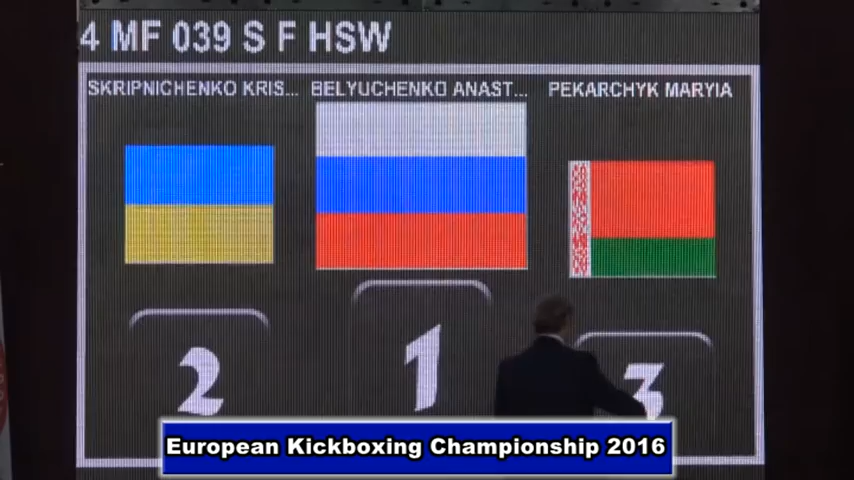 4 MF 039 S F HSW
SKRIPNICHENKO KRIS... BELYUCHENKO ANAST... PEKARCHYK MARYIA
2 1 3
European Kickboxing Championship 2016